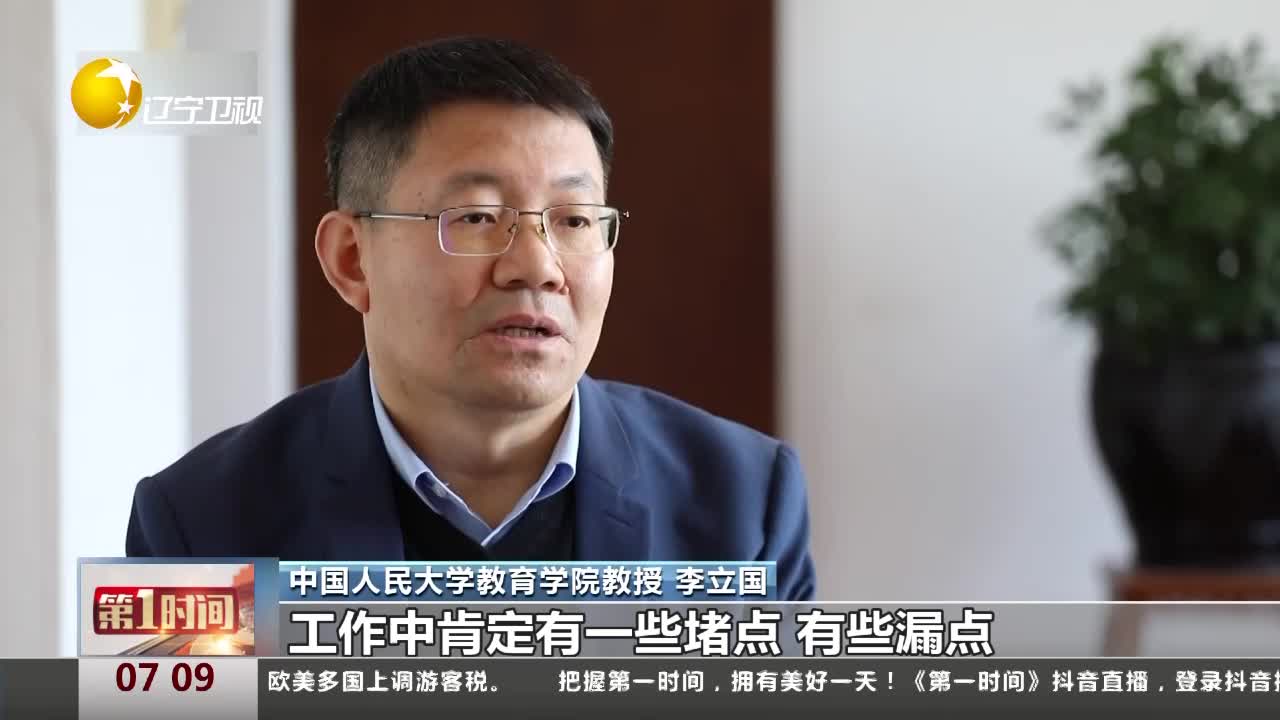 辽宁卫视
中国人民大学教育学院教授 李立国
第1时间
工作中肯定有一些堵点 有些漏点
07 09
欧美多国上调游客税。 把握第一时间，拥有美好一天！《第一时间》抖音直播，登录抖音